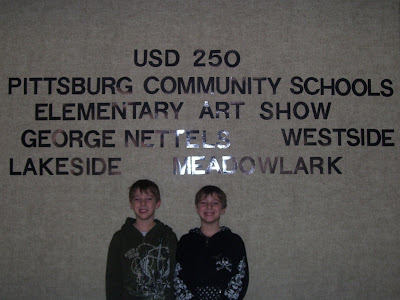 USD 250
PITTSBURG COMMUNITY SCHOOLS
ELEMENTARY ART SHOW
GEORGE NETTELS WESTSIDE
LAKESIDE MEADOWLARK